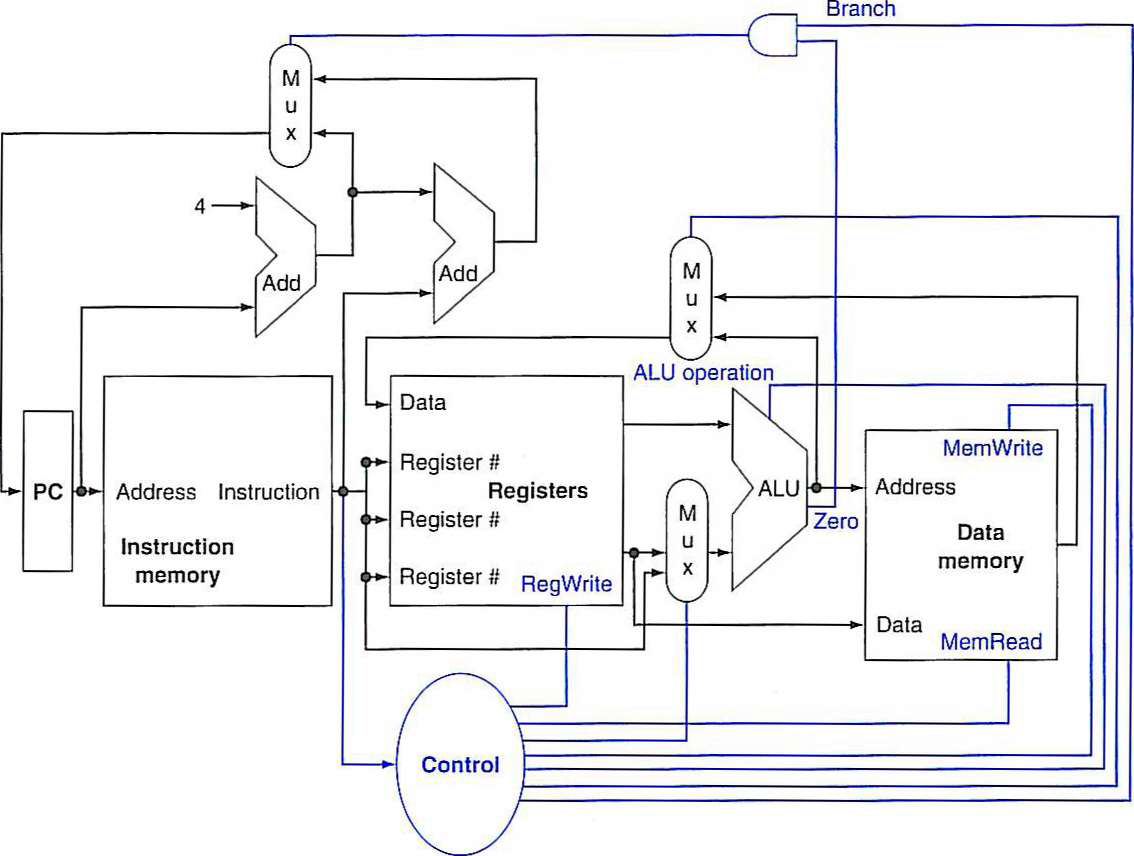 Branch
M
u
x
4
Add
Add
M
u
x
ALU operation
Data
Register #
Registers
Register #
Register #
RegWrite
PC
Address Instruction
Instruction
memory
M
u
x
ALU
Zero
MemWrite
Address
Data
memory
Data
MemRead
Control